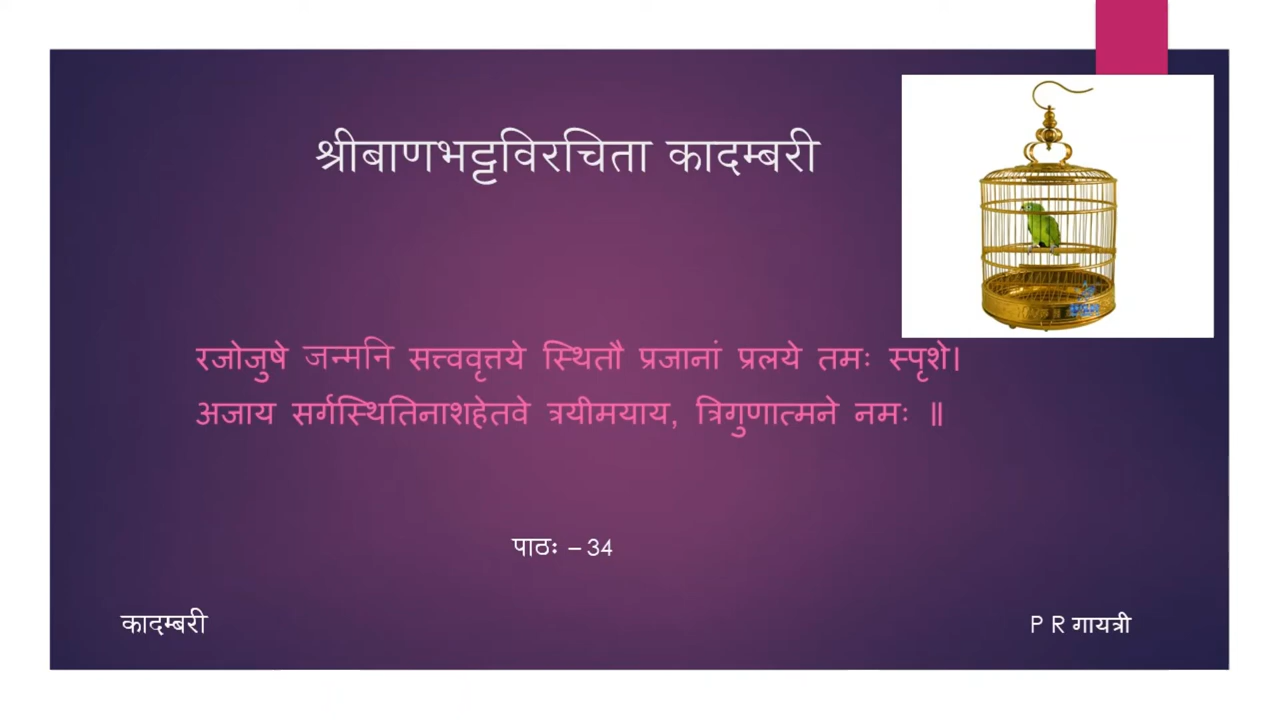 श्रीबाणभट्टविरचिता कादम्बरी
रजोजुषे जन्मनि सत्त्ववृत्तये स्थितौ प्रजानां प्रलये तमः स्पृशे।
अजाय सर्गस्थितिनाशहेतवे त्रयीमयाय, त्रिगुणात्मने नमः ॥
पाठः – 34
कादम्बरी
P R गायत्री